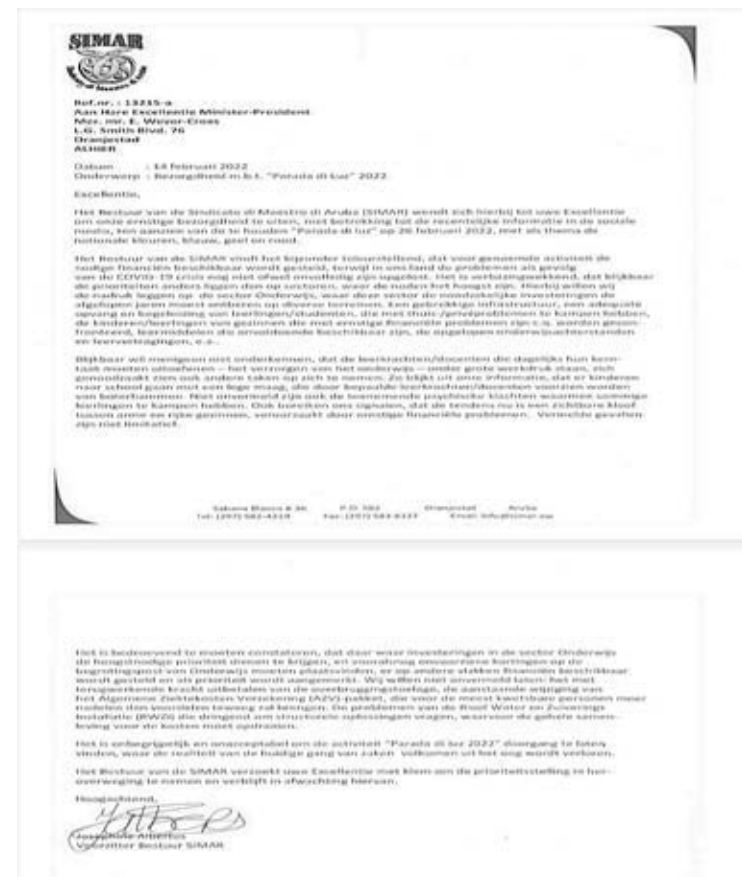 SIMAR
Ref.nr. : 13215-a
Aan Hare Excellentie Minister-President
Mevr. mr. E. Wever-Croes
L.G. Smith Blvd. 76
Oranjestad
ALHIER
Datum : 14 februari 2022
Onderwerp : Bezorgdheid m.b.t. "Parada di Luz" 2022
Excellentie,
Het Bestuur van de Sindicato di Maestro di Aruba (SIMAR) wendt zich hierbij tot uwe Excellentie
om onze ernstige bezorgdheid te uiten, met betrekking tot de recentelijke informatie in de sociale
media, ten aanzien van de te houden "Parada di luz" op 26 februari 2022, met als thema de
nationale kleuren, blauw, geel en rood.
Het Bestuur van de SIMAR vindt het bijzonder teleurstellend, dat voor genoemde activiteit de
nodige financiën beschikbaar wordt gesteld, terwijl in ons land de problemen als gevolg
van de COVID-19 crisis nog niet ofwel onvolledig zijn opgelost. Het is verbazingwekkend, dat blijkbaar
de prioriteiten anders liggen dan op sectoren, waar de noden het hoogst zijn. Hierbij willen wij
de nadruk leggen op de sector Onderwijs, waar deze sector de noodzakelijke investeringen de
afgelopen jaren moest ontberen op diverse terreinen. Een gebrekkige infrastructuur, een adequate
opvang en begeleiding van leerlingen/studenten, die met thuis-/privéproblemen te kampen hebben,
de kinderen/leerlingen van gezinnen die met ernstige financiële problemen zijn c.q. worden gecon-
fronteerd, leermiddelen die onvoldoende beschikbaar zijn, de opgelopen onderwijsachterstanden
en leervertragingen, e.a..
Blijkbaar wil menigeen niet onderkennen, dat de leerkrachten/docenten die dagelijks hun kern-
taak moeten uitoefenen – het verzorgen van het onderwijs – onder grote werkdruk staan, zich
genoodzaakt zien ook andere taken op zich te nemen. Zo blijkt uit onze informatie, dat er kinderen
naar school gaan met een lege maag, die door bepaalde leerkrachten/docenten voorzien worden
van boterhammen. Niet onvermeld zijn ook de toenemende psychische klachten waarmee sommige
leerlingen te kampen hebben. Ook bereiken ons signalen, dat de tendens nu is een zichtbare kloof
tussen arme en rijke gezinnen, veroorzaakt door ernstige financiële problemen. Vermelde gevallen
zijn niet limitatief.
Sabana Blanco # 36 P.O. 582 Oranjestad Aruba
Tel: (297) 582-4219 Fax: (297) 583-6327 Email: info@simar.aw
Het is bedroevend te moeten constateren, dat daar waar investeringen in de sector Onderwijs
de hoogstnodige prioriteit dienen te krijgen, en vooralsnog onvoorziene kortingen op de
begrotingspost van Onderwijs moeten plaatsvinden, er op andere vlakken financiën beschikbaar
wordt gesteld en als prioriteit wordt aangemerkt. Wij willen niet onvermeld laten: het met
terugwerkende kracht uitbetalen van de overbruggingstoelage, de aanstaande wijziging van
het Algemene Ziektekosten Verzekering (AZV)-pakket, die voor de meest kwetsbare personen meer
nadelen dan voordelen teweeg zal brengen. De problemen van de Riool Water en Zuiverings
Installatie (RWZI) die dringend om structurele oplossingen vragen, waarvoor de gehele samen-
leving voor de kosten moet opdraaien.
Het is onbegrijpelijk en onacceptabel om de activiteit "Parada di luz 2022" doorgang te laten
vinden, waar de realiteit van de huidige gang van zaken volkomen uit het oog wordt verloren.
Het Bestuur van de SIMAR verzoekt uwe Excellentie met klem om de prioriteitsstelling in her-
overweging te nemen en verblijft in afwachting hiervan.
Hoogachtend,
Voorzitter Bestuur SIMAR